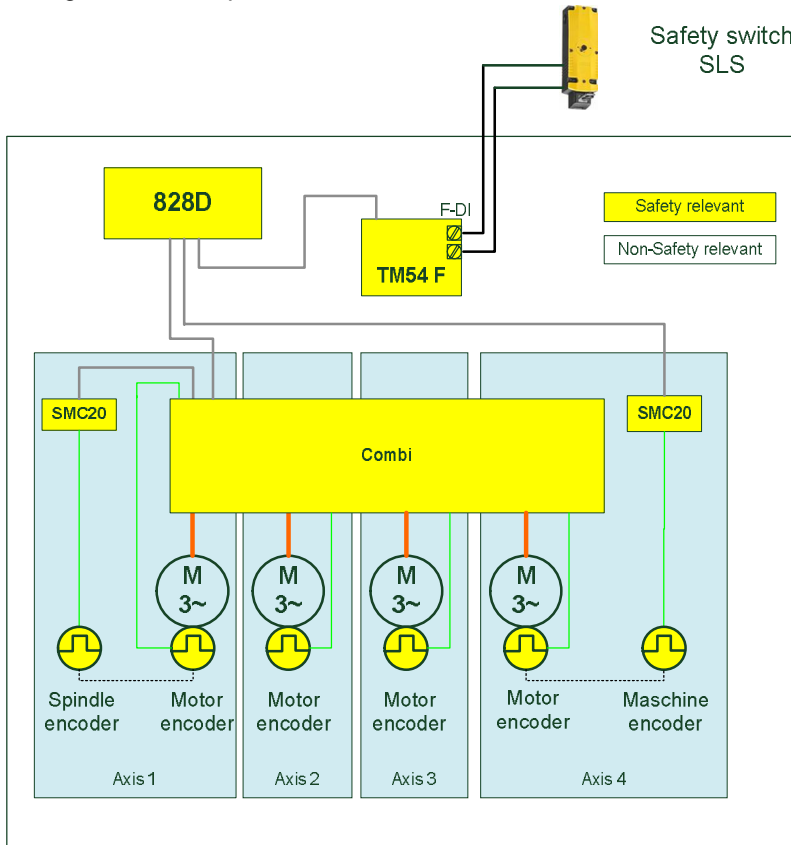 Safety switch
SLS
828D
F-DI
TM54 F
Safety relevant
Non-Safety relevant
SMC20
SMC20
Combi
M
3~
M
3~
M
3~
M
3~
Spindle
encoder
Motor
encoder
Motor
encoder
Motor
encoder
Motor
encoder
Maschine
encoder
Axis 1
Axis 2
Axis 3
Axis 4